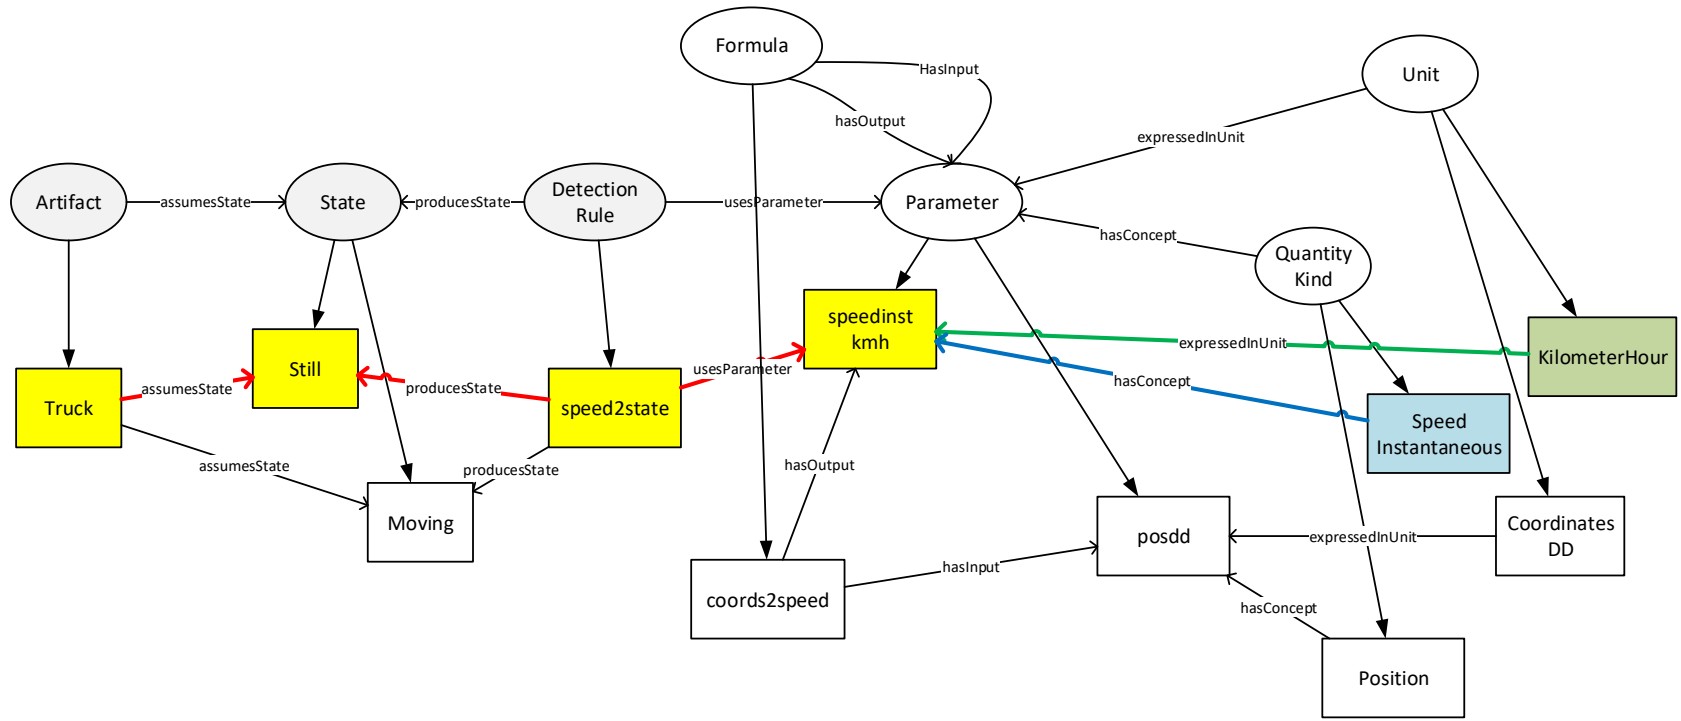 Formula
HasInput
Unit
hasOutput
expressedInUnit
Artifact
assumesState
State
producesState
Detection
Rule
usesParameter
Parameter
hasConcept
Quantity
Kind
speedinst
kmh
expressedInUnit
KilometerHour
Still
usesParameter
assumesState
producesState
hasConcept
Truck
speed2state
Speed
Instantaneous
assumesState
producesState
hasOutput
Moving
Coordinates
DD
posdd
expressedInUnit
hasInput
coords2speed
hasConcept
Position